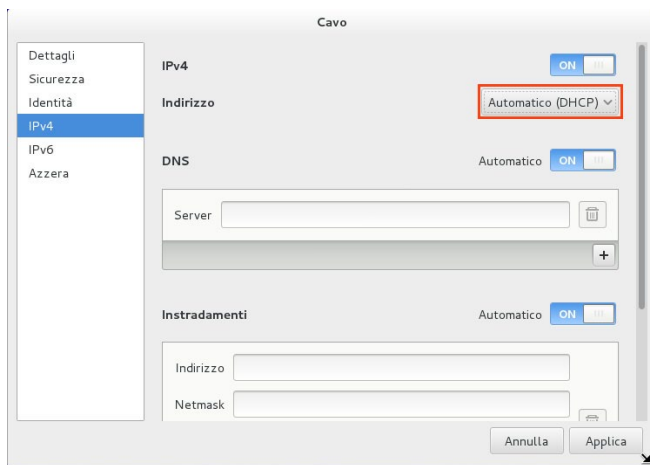 Cavo
Dettagli
Sicurezza
Identità
IPv4
IPv6
Azzera
IPv4 ON
Indirizzo Automatico (DHCP)
DNS Automatico ON
Server
+
Instradamenti Automatico ON
Indirizzo
Netmask
Annulla Applica